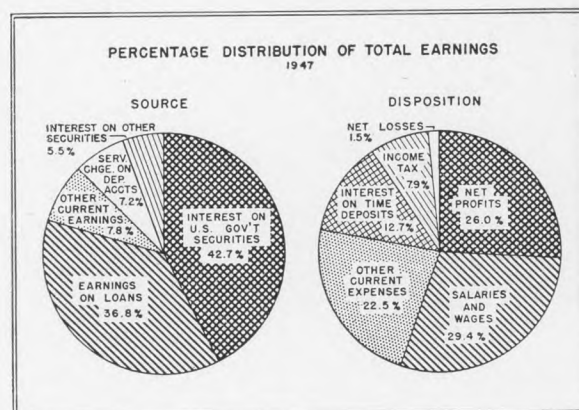 PERCENTAGE DISTRIBUTION OF TOTAL EARNINGS
1947
SOURCE
INTEREST ON OTHER
SECURITIES
5.5%
SERV.
CHGE. ON
DEP.
ACCTS
7.2%
OTHER
CURRENT
EARNINGS
7.8%
INTEREST ON
U.S. GOV'T
SECURITIES
42.7%
EARNINGS
ON LOANS
36.8%
DISPOSITION
NET LOSSES
1.5%
INCOME
TAX
7.9%
NET
PROFITS
26.0%
INTEREST
ON TIME
DEPOSITS
12.7%
OTHER
CURRENT
EXPENSES
22.5%
SALARIES
AND
WAGES
29.4%